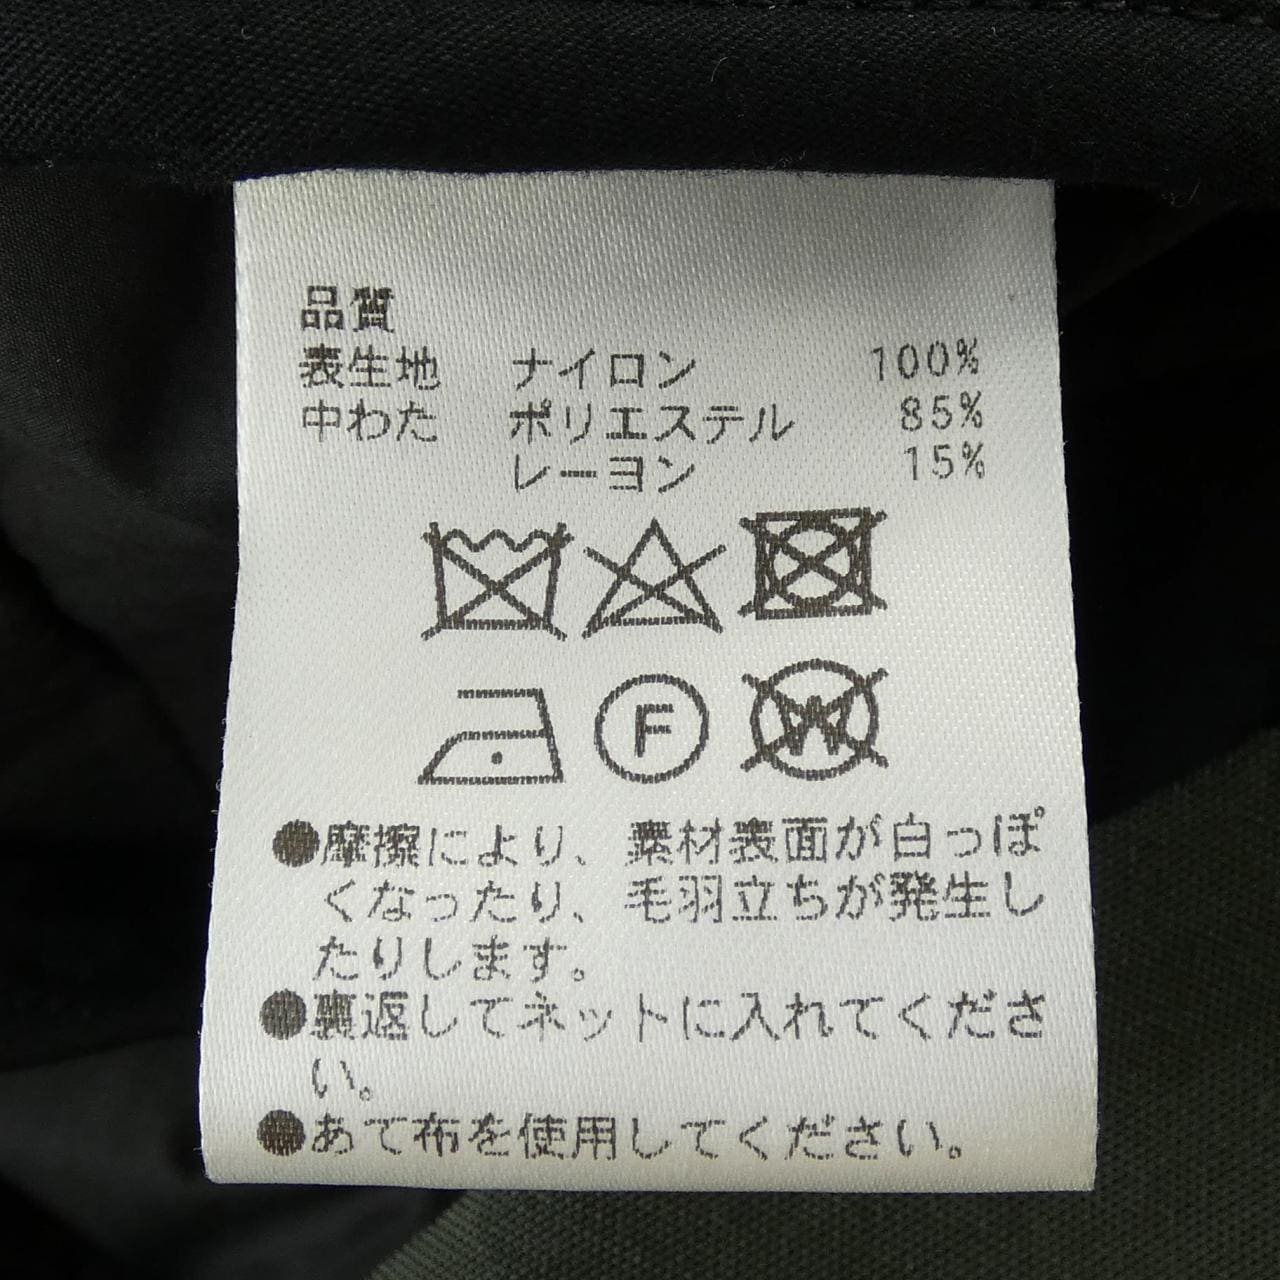 品質
表生地 ナイロン 100%
中わた ポリエステル 85%
レーヨン 15%
F
W
●摩擦により、素材表面が白っぽ
くなったり、毛羽立ちが発生し
たりします。
●裏返してネットに入れてくださ
い。
●あて布を使用してください。